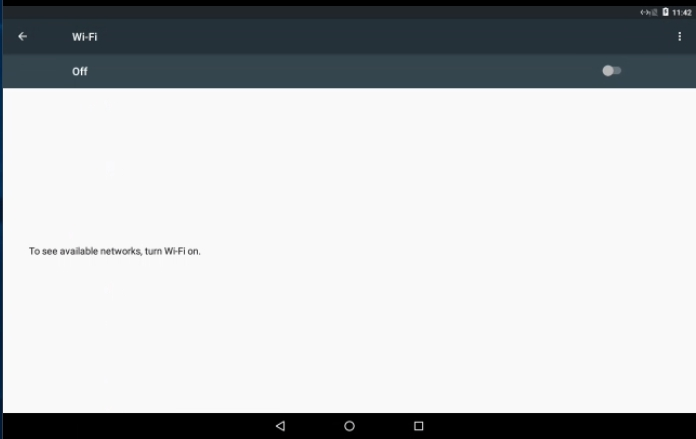 11:42
Wi-Fi
Off
To see available networks, turn Wi-Fi on.